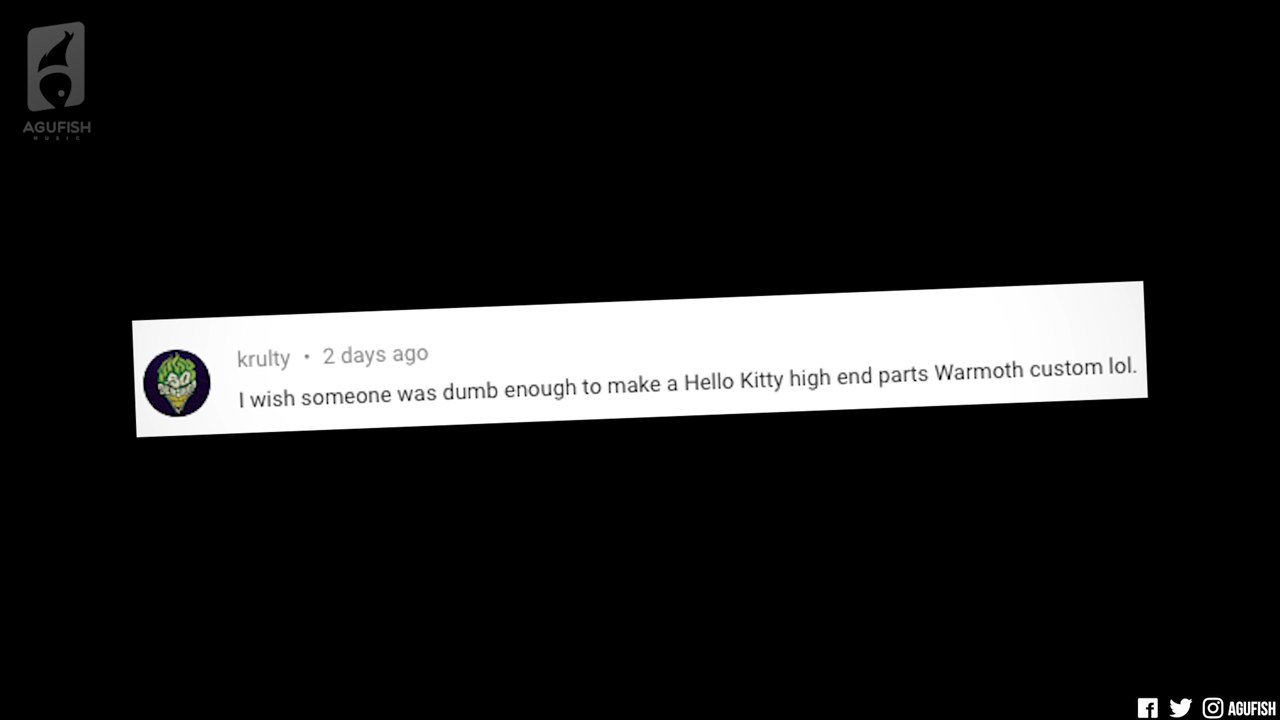 AGUFISH
MUSIC
krulty • 2 days ago
I wish someone was dumb enough to make a Hello Kitty high end parts Warmoth custom lol.
AGUFISH